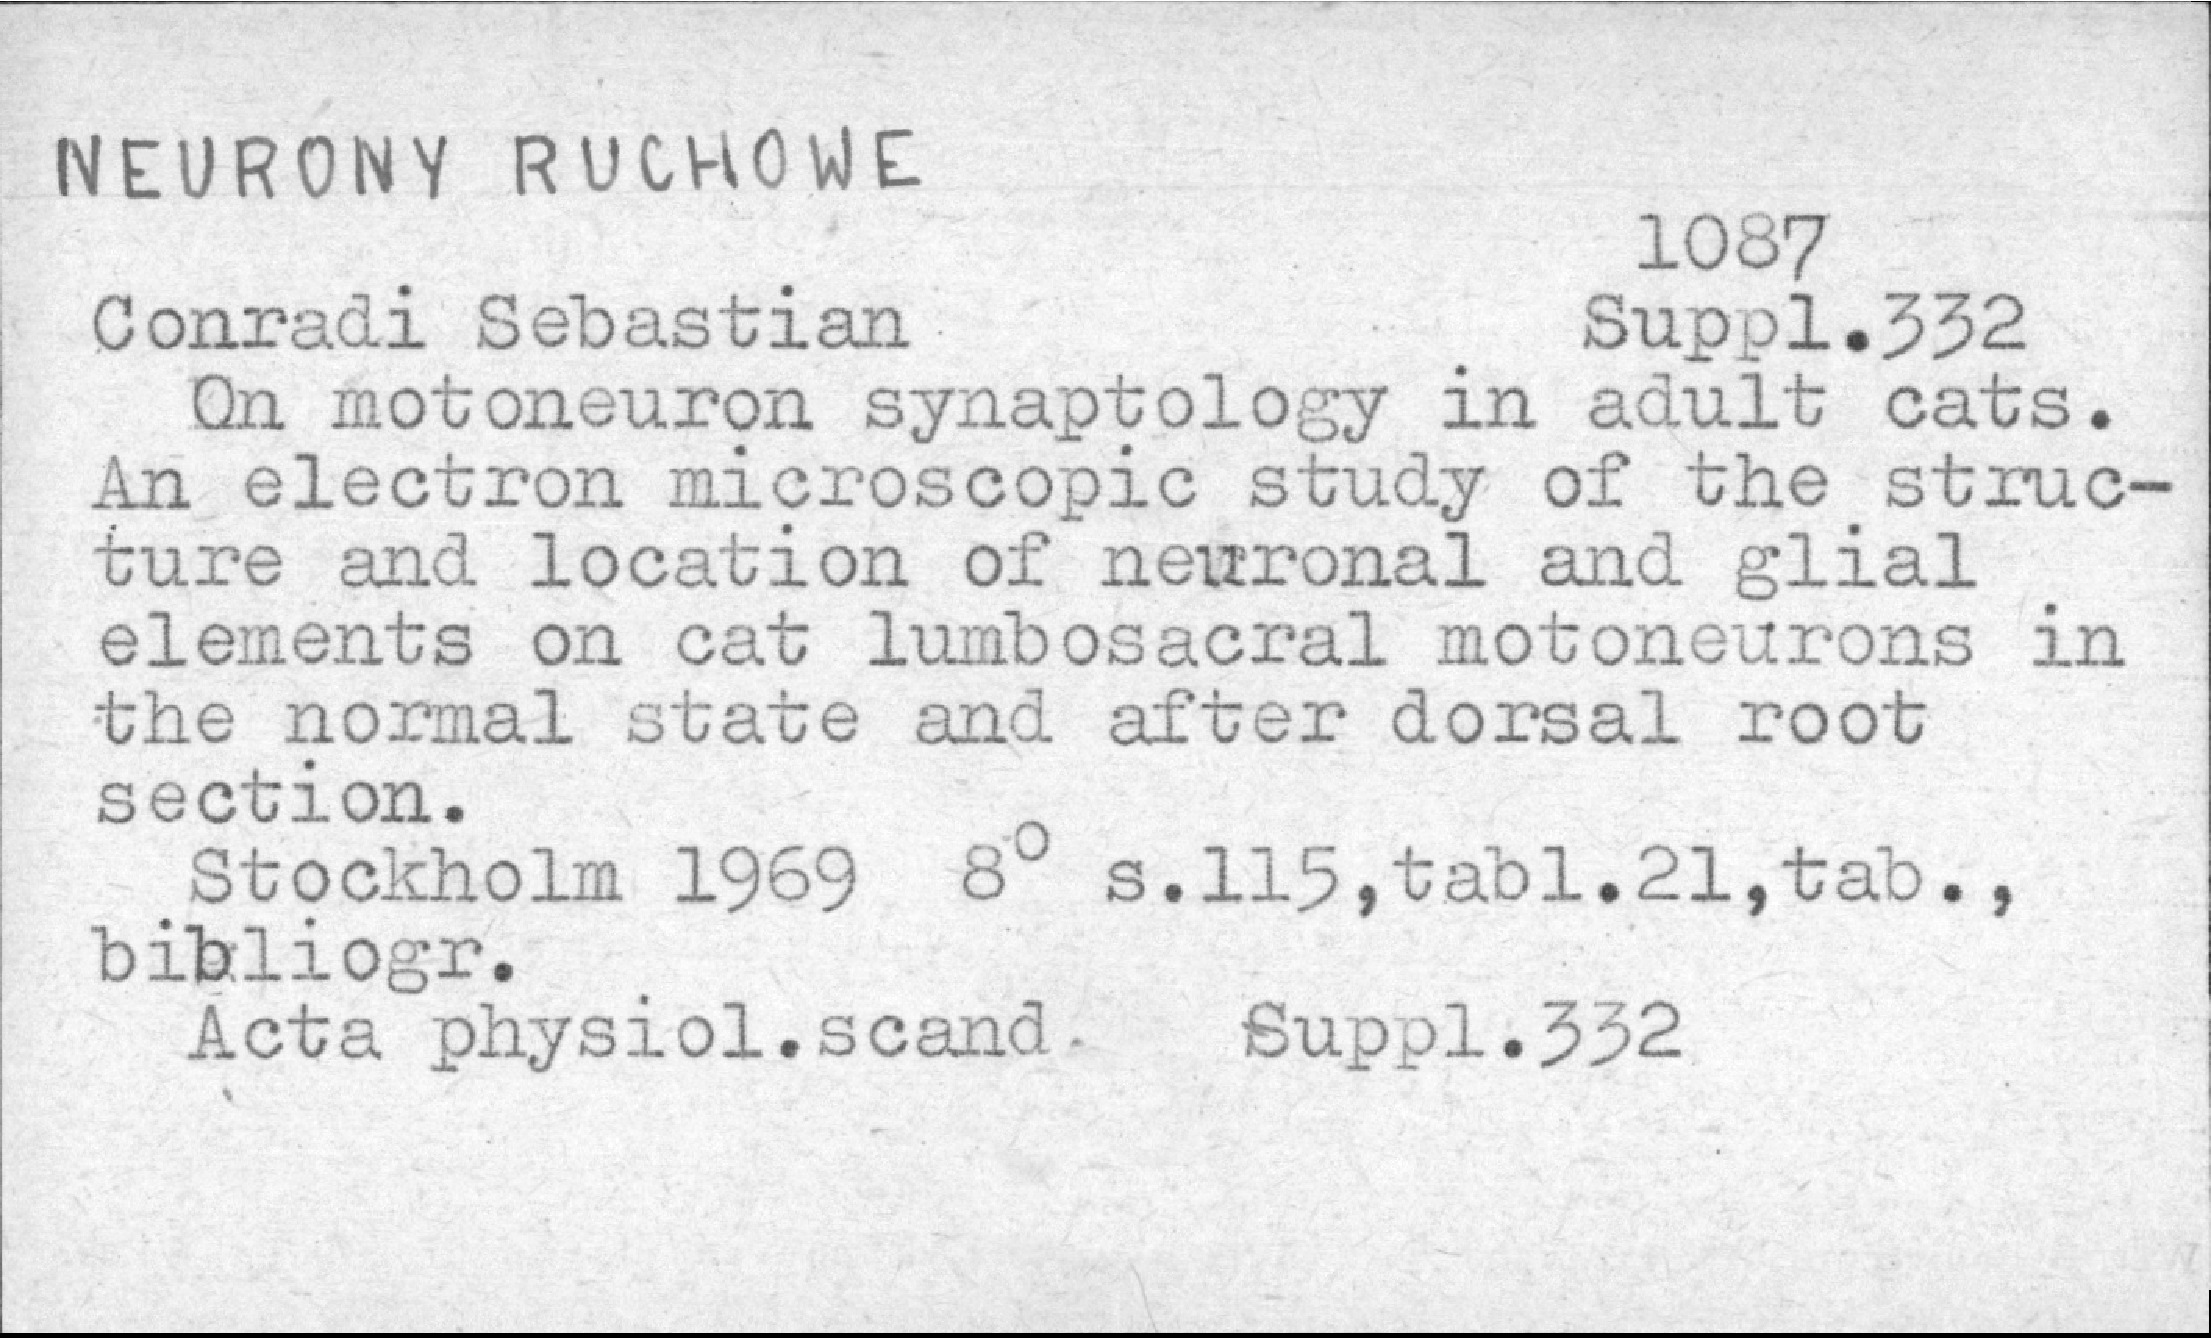 NEURONY RUCHOWE
1087
Conradi Sebastian Suppl.332
On motoneuron synaptology in adult cats.
An electron microscopic study of the struc-
ture and location of neuronal and glial
elements on cat lumbosacral motoneurons in
the normal state and after dorsal root
section.
Stockholm 1969 8° s.115,tabl.21,tab.,
bibliogr.
Acta physiol.scand. Suppl.332